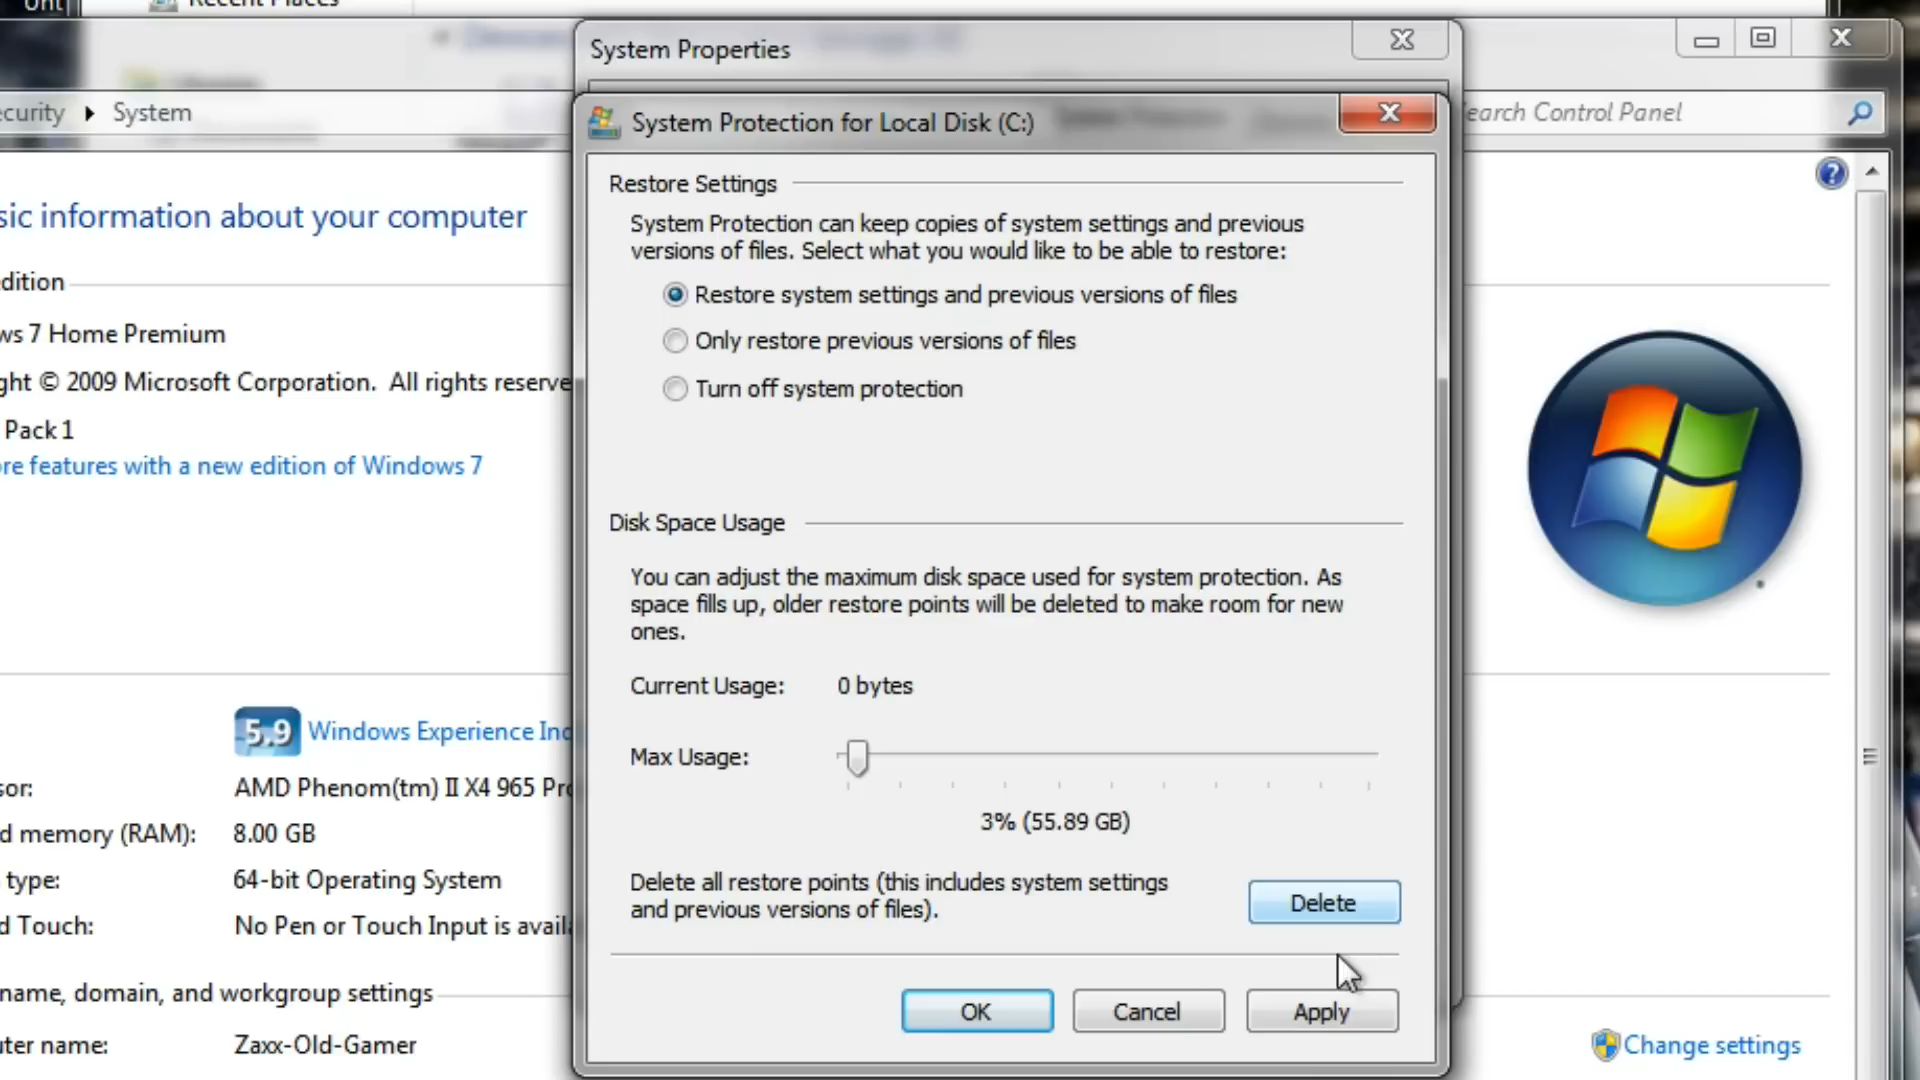 Recent Places
System Properties
ecurity
System
earch Control Panel
System Protection for Local Disk (C:)
Restore Settings
System Protection can keep copies of system settings and previous
versions of files. Select what you would like to be able to restore:
Restore system settings and previous versions of files
Only restore previous versions of files
Turn off system protection
Disk Space Usage
You can adjust the maximum disk space used for system protection. As
space fills up, older restore points will be deleted to make room for new
ones.
Current Usage: 0 bytes
Max Usage:
3% (55.89 GB)
Delete all restore points (this includes system settings
and previous versions of files).
Delete
OK
Cancel
Apply
sic information about your computer
dition
ws 7 Home Premium
ght © 2009 Microsoft Corporation. All rights reserve
Pack 1
ore features with a new edition of Windows 7
5.9 Windows Experience Ind
sor: AMD Phenom(tm) II X4 965 Pro
d memory (RAM): 8.00 GB
type: 64-bit Operating System
d Touch: No Pen or Touch Input is availa
name, domain, and workgroup settings
uter name: Zaxx-Old-Gamer
Change settings